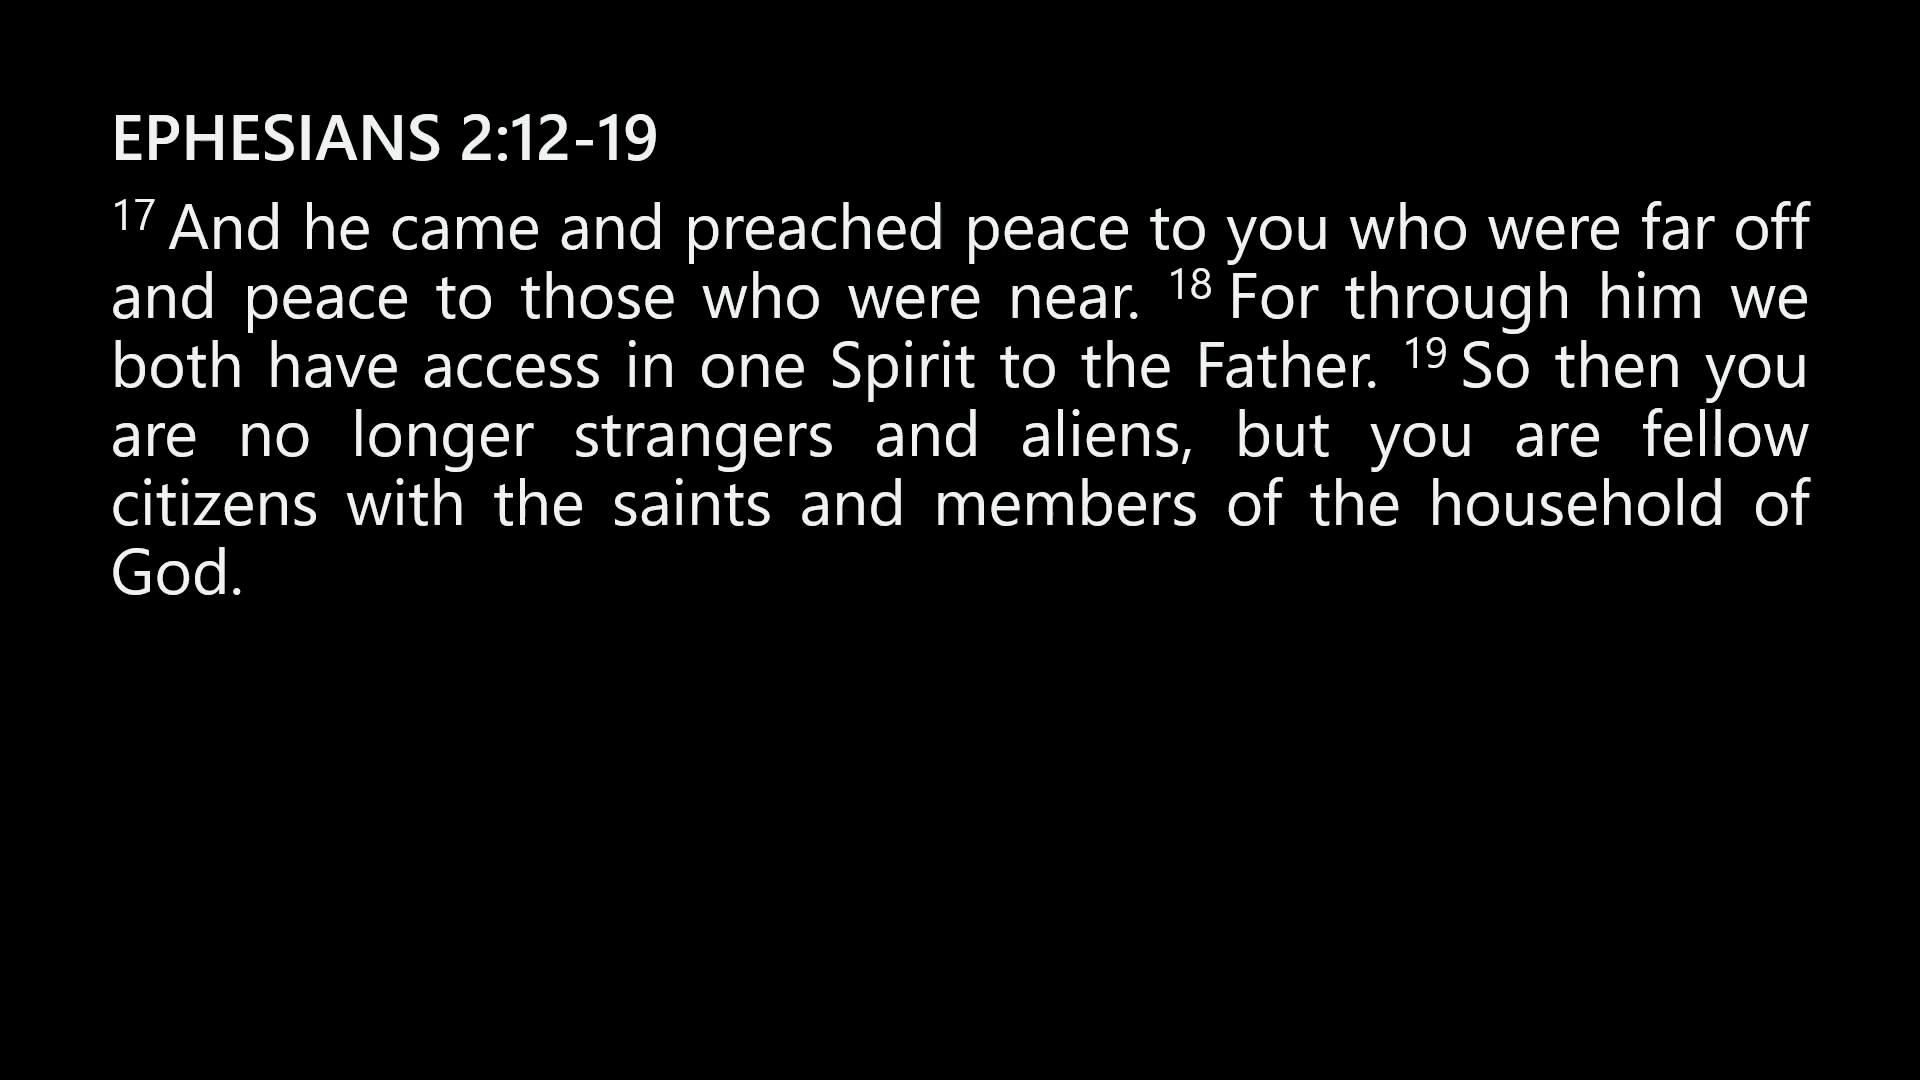 EPHESIANS 2:12-19
17 And he came and preached peace to you who were far off
and peace to those who were near. 18 For through him we
both have access in one Spirit to the Father. 19 So then you
are no longer strangers and aliens, but you are fellow
citizens with the saints and members of the household of
God.